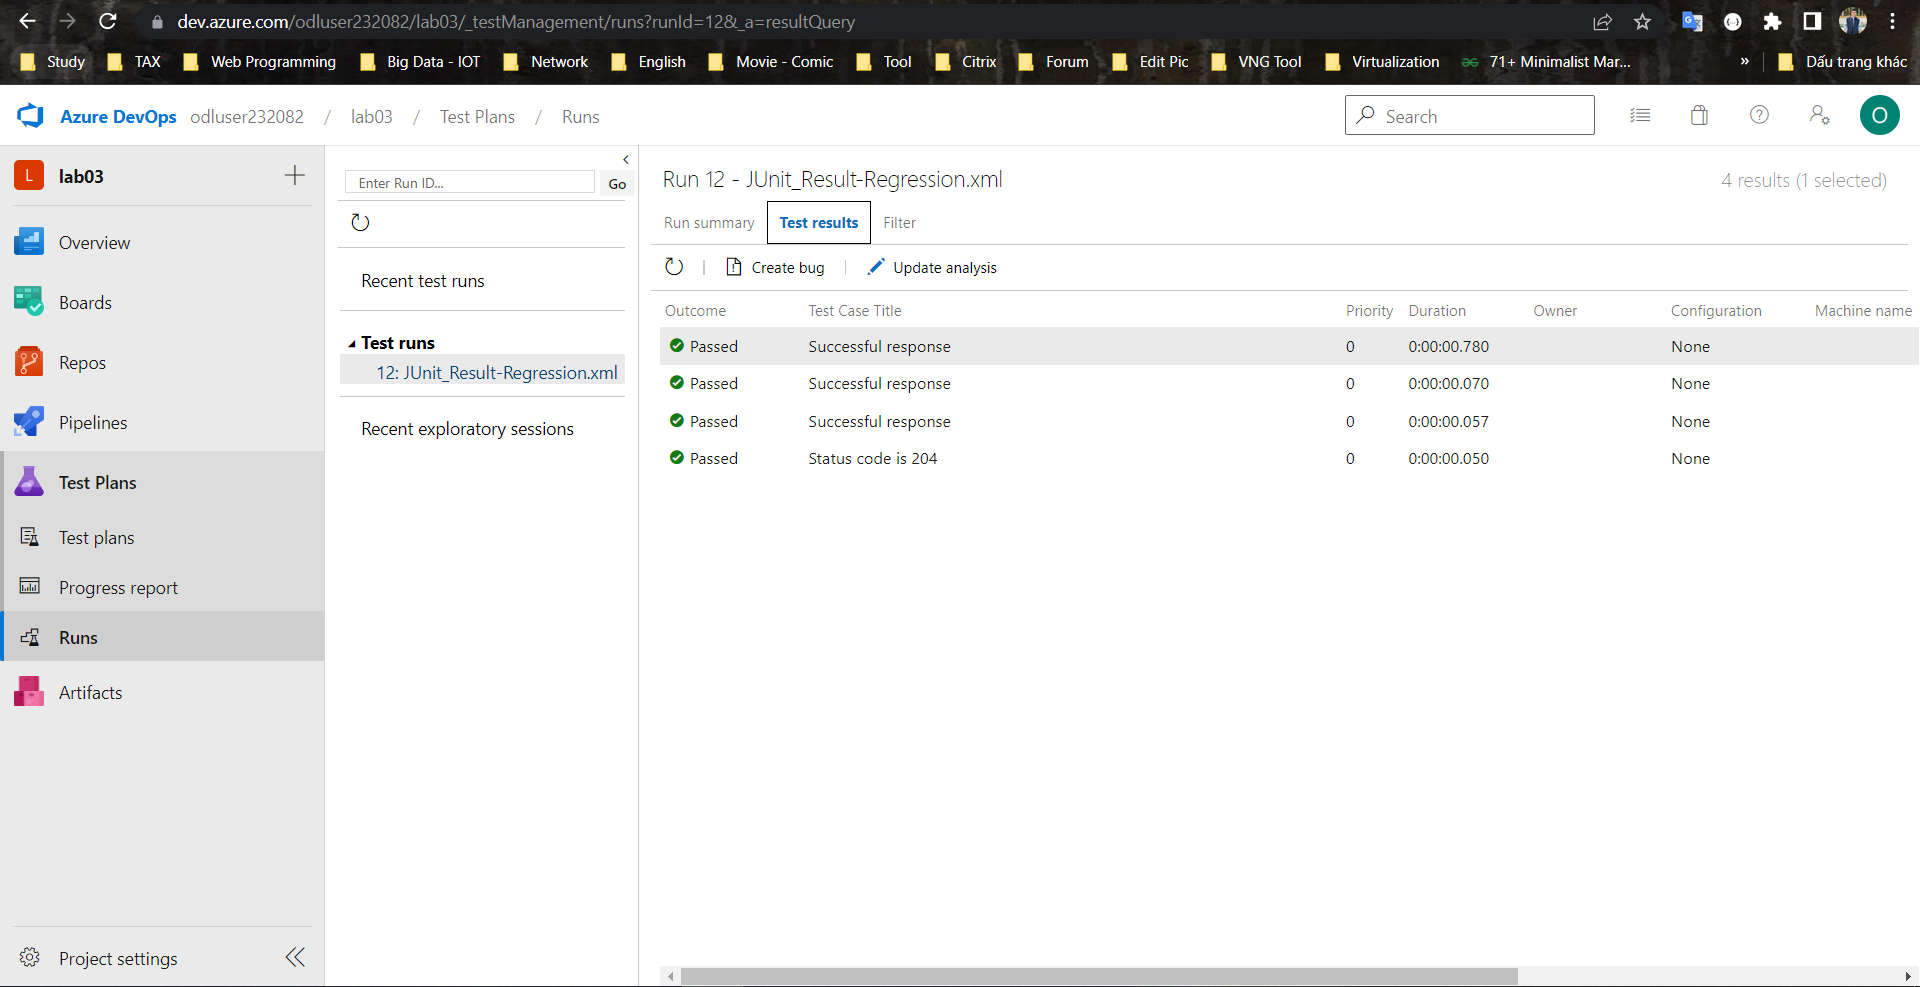 dev.azure.com/odluser232082/lab03/_testManagement/runs?runId=12&_a=resultQuery
Study TAX Web Programming Big Data - IOT Network English Movie - Comic Tool Citrix Forum Edit Pic VNG Tool Virtualization 71+ Minimalist Mar... » Dấu trang khác
Azure DevOps odluser232082 / lab03 / Test Plans / Runs
Search
O
L lab03
Overview
Boards
Repos
Pipelines
Test Plans
Test plans
Progress report
Runs
Artifacts
Project settings
Enter Run ID... Go
Recent test runs
Test runs
12: JUnit_Result-Regression.xml
Recent exploratory sessions
Run 12 - JUnit_Result-Regression.xml
4 results (1 selected)
Run summary Test results Filter
Create bug Update analysis
Outcome Test Case Title Priority Duration Owner Configuration Machine name
Passed Successful response 0 0:00:00.780 None
Passed Successful response 0 0:00:00.070 None
Passed Successful response 0 0:00:00.057 None
Passed Status code is 204 0 0:00:00.050 None